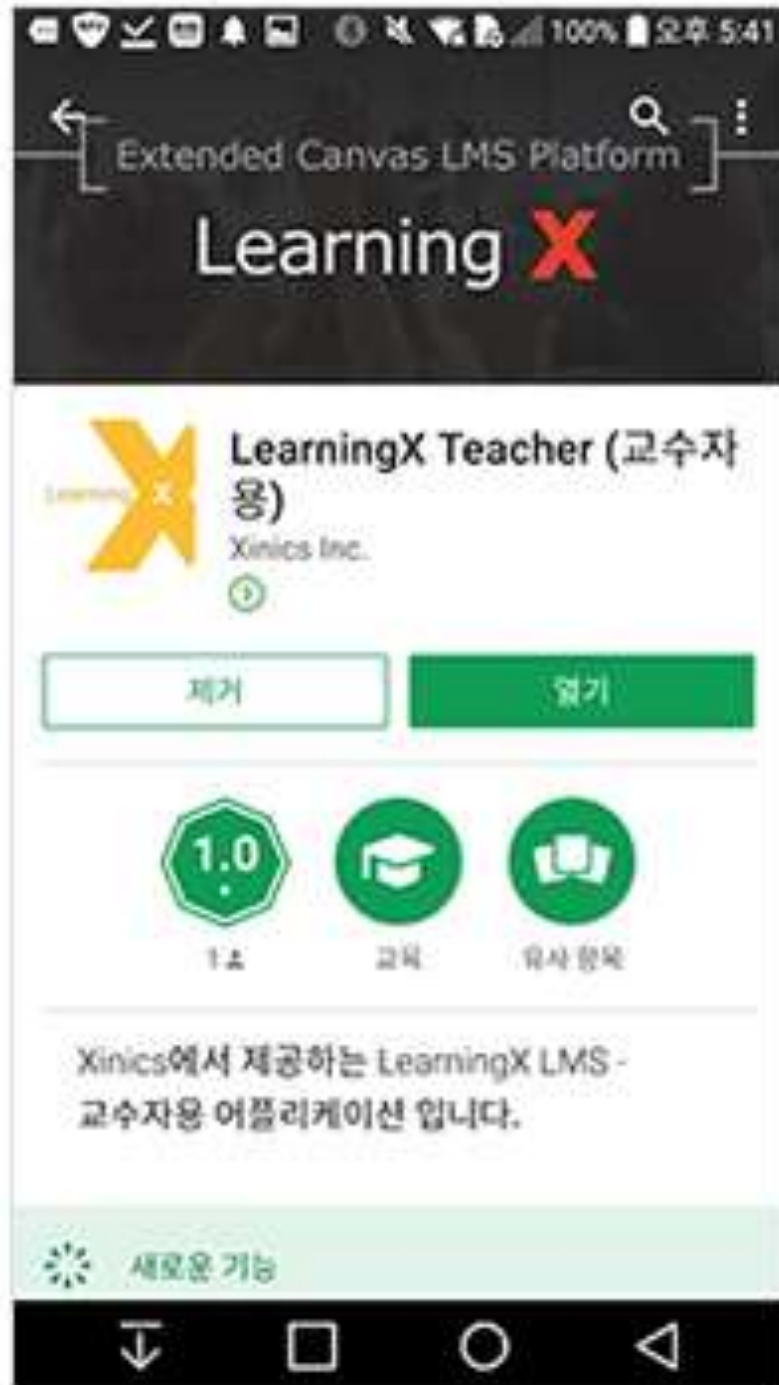 100% 오후 5:41
Extended Canvas LMS Platform
Learning X
Learning X
LearningX Teacher (교수자
용)
Xinics Inc.
제거
열기
1.0
1
교육
유사 항목
Xinics에서 제공하는 LearningX LMS -
교수자용 어플리케이션 입니다.
새로운 기능